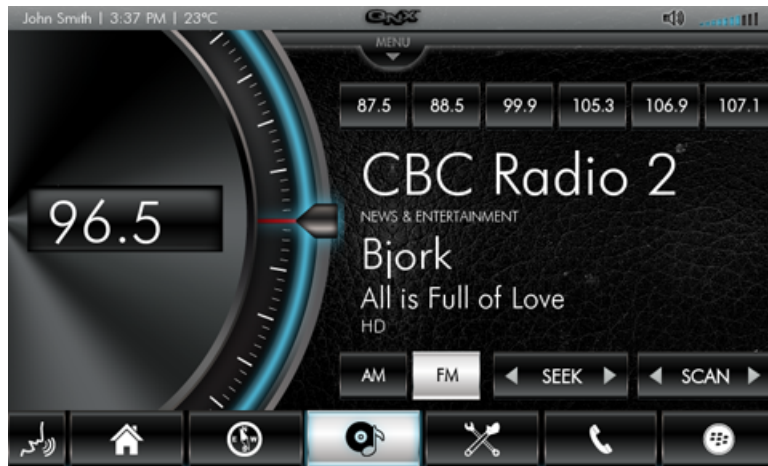 John Smith | 3:37 PM | 23°C
QNX
MENU
87.5 88.5 99.9 105.3 106.9 107.1
CBC Radio 2
NEWS & ENTERTAINMENT
96.5
Bjork
All is Full of Love
HD
AM FM SEEK SCAN
E W